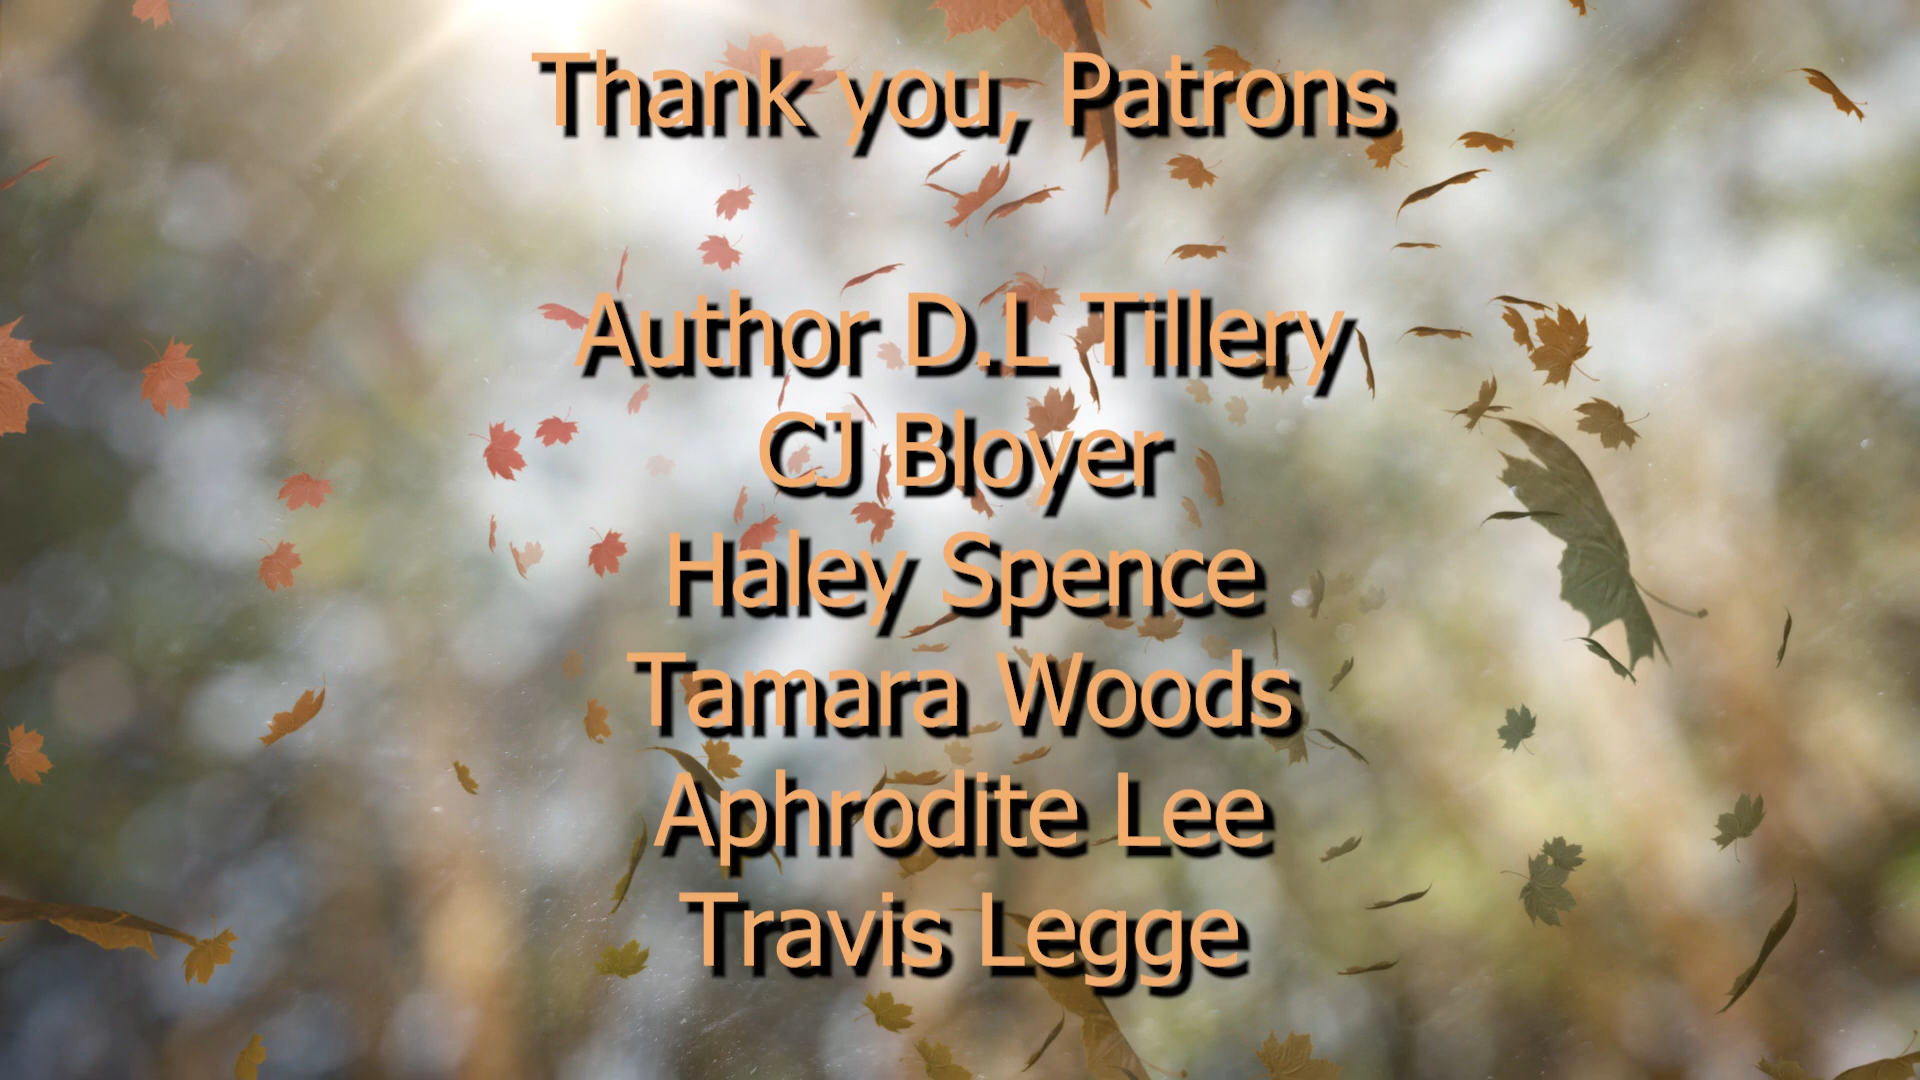 Thank you, Patrons
Author D.L Tillery
CJ Bloyer
Haley Spence
Tamara Woods
Aphrodite Lee
Travis Legge